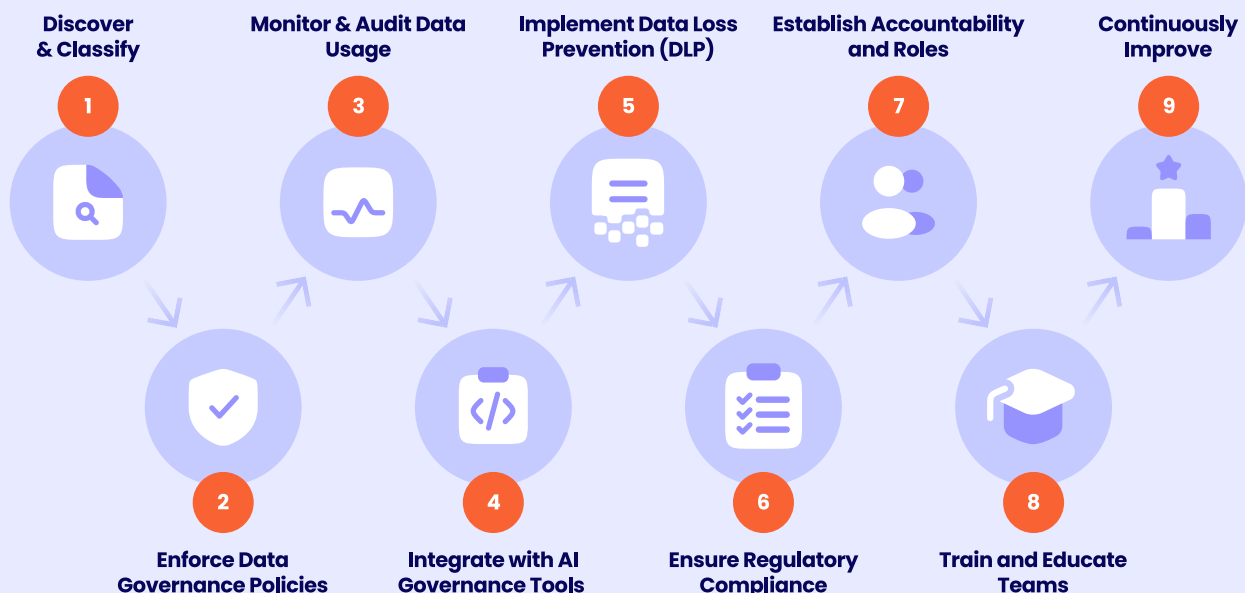 Discover
& Classify
1
2
Enforce Data
Governance Policies
Monitor & Audit Data
Usage
3
4
Integrate with AI
Governance Tools
Implement Data Loss
Prevention (DLP)
5
6
Ensure Regulatory
Compliance
Establish Accountability
and Roles
7
8
Train and Educate
Teams
Continuously
Improve
9